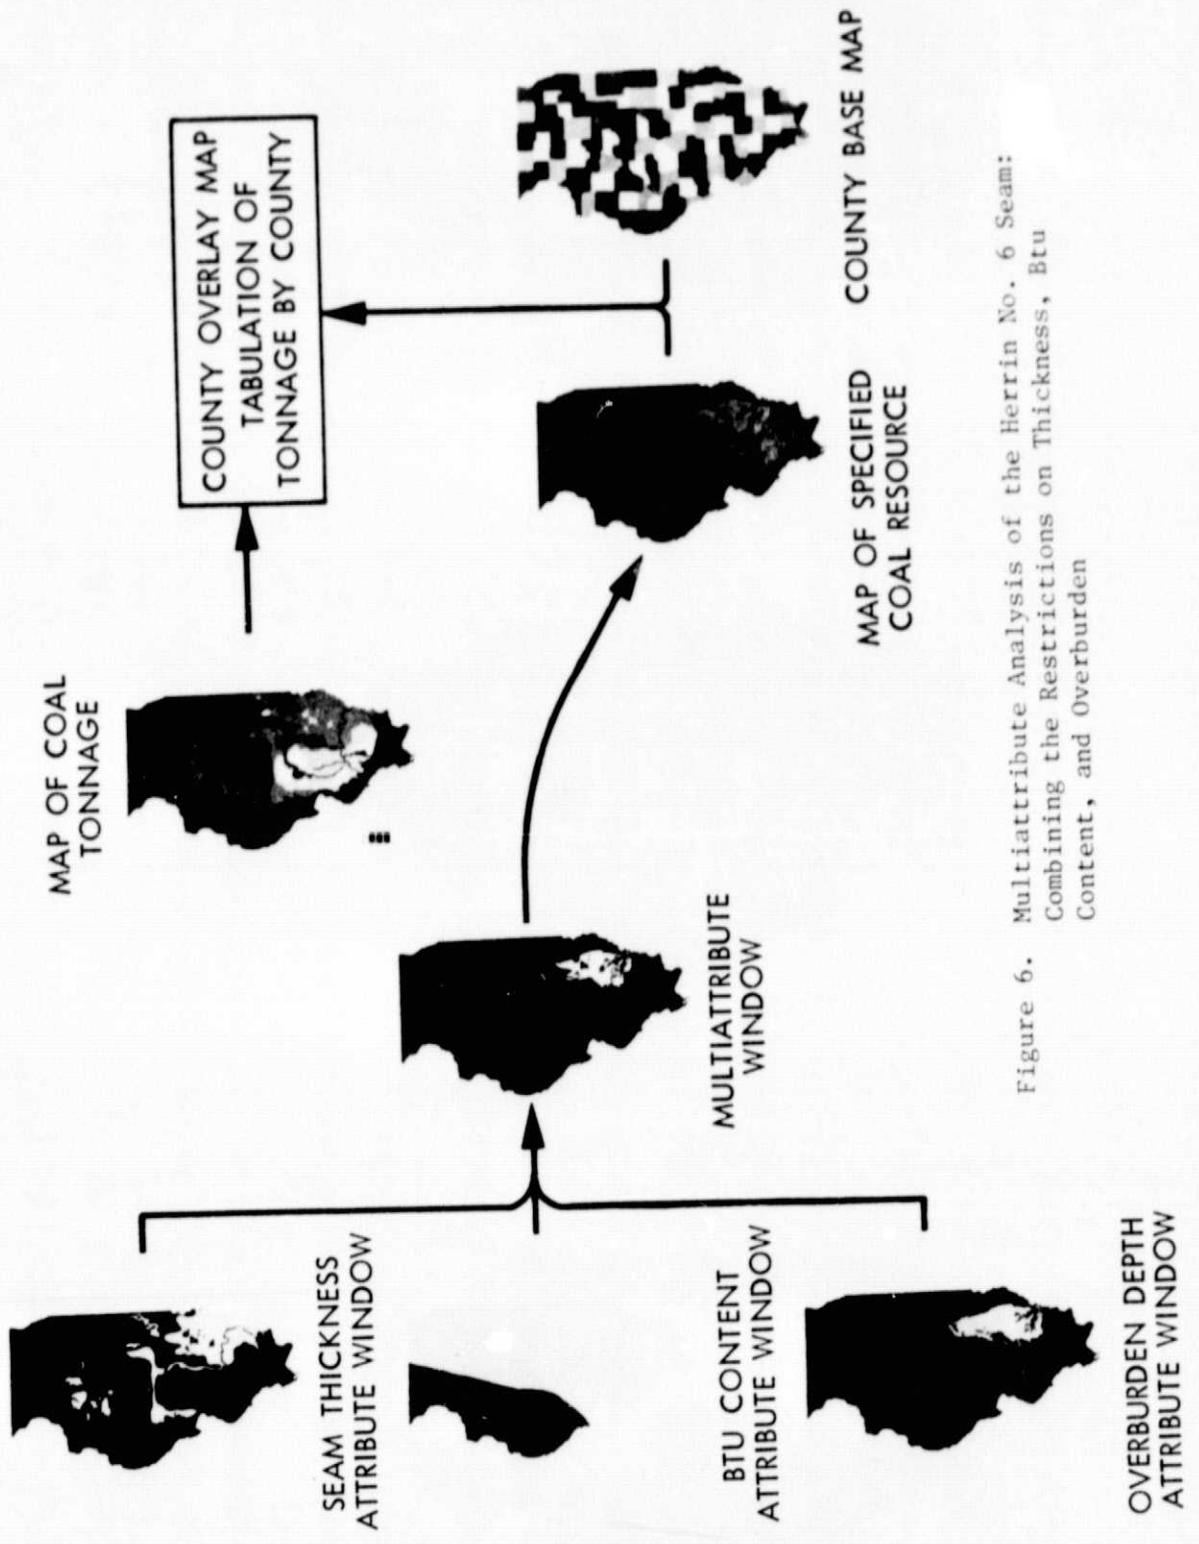 SEAM THICKNESS
ATTRIBUTE WINDOW
BTU CONTENT
ATTRIBUTE WINDOW
OVERBURDEN DEPTH
ATTRIBUTE WINDOW
MULTIATTRIBUTE
WINDOW
MAP OF COAL
TONNAGE
MAP OF SPECIFIED
COAL RESOURCE
COUNTY BASE MAP
COUNTY OVERLAY MAP
TABULATION OF
TONNAGE BY COUNTY
Figure 6. Multiattribute Analysis of the Herrin No. 6 Seam:
Combining the Restrictions on Thickness, Btu
Content, and Overburden